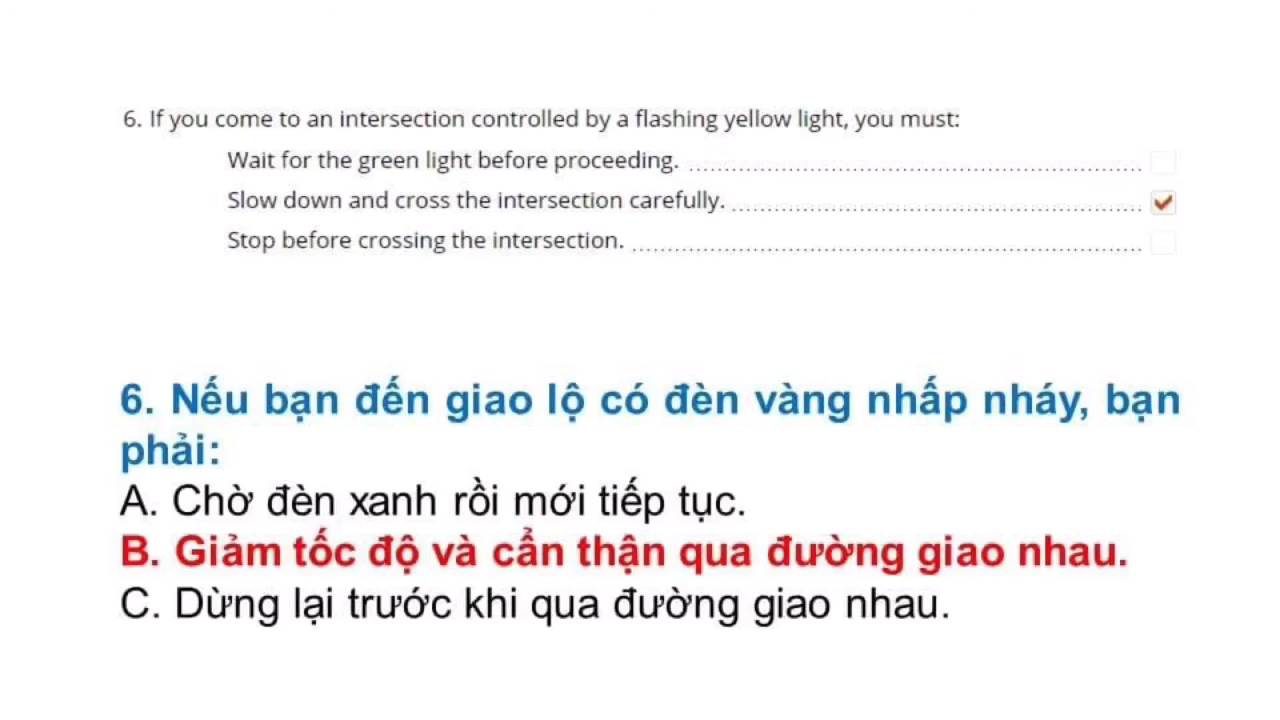 6. If you come to an intersection controlled by a flashing yellow light, you must:
Wait for the green light before proceeding.
Slow down and cross the intersection carefully.
Stop before crossing the intersection.
6. Nếu bạn đến giao lộ có đèn vàng nhấp nháy, bạn
phải:
A. Chờ đèn xanh rồi mới tiếp tục.
B. Giảm tốc độ và cẩn thận qua đường giao nhau.
C. Dừng lại trước khi qua đường giao nhau.